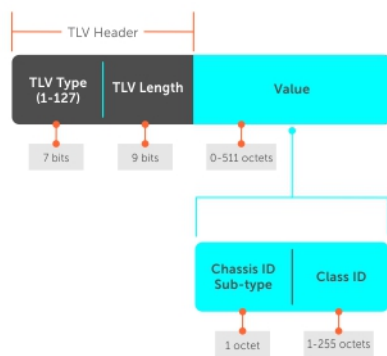 TLV Header
TLV Type
(1-127)
TLV Length
Value
7 bits
9 bits
0-511 octets
Chassis ID
Sub-type
Class ID
1 octet
1-255 octets